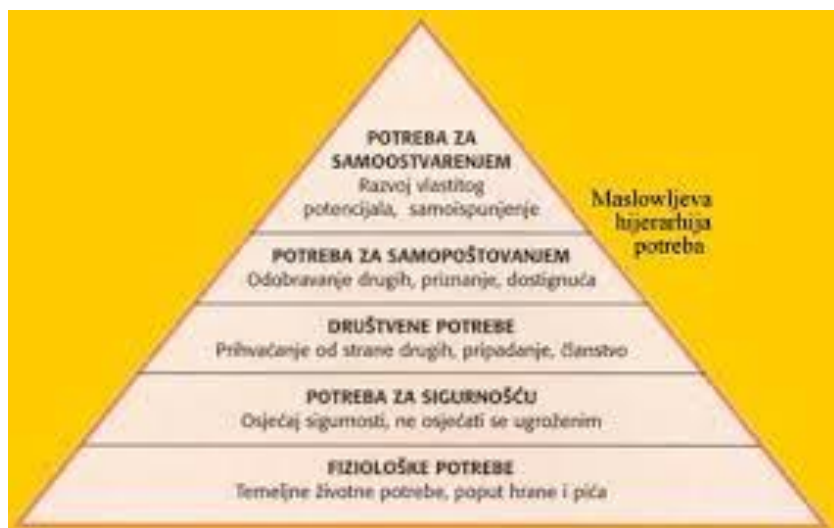 POTREBA ZA
SAMOOSTVARENJEM
Razvoj vlastitog
potencijala, samoispunjenje
Maslowljeva
hijerarhija
potreba
POTREBA ZA SAMOPOŠTOVANJEM
Odobravanje drugih, priznanje, dostignuća
DRUŠTVENE POTREBE
Prihvaćanje od strane drugih, pripadanje, članstvo
POTREBA ZA SIGURNOŠĆU
Osjećaj sigurnosti, ne osjećati se ugroženim
FIZIOLOŠKE POTREBE
Temeljne životne potrebe, poput hrane i pića